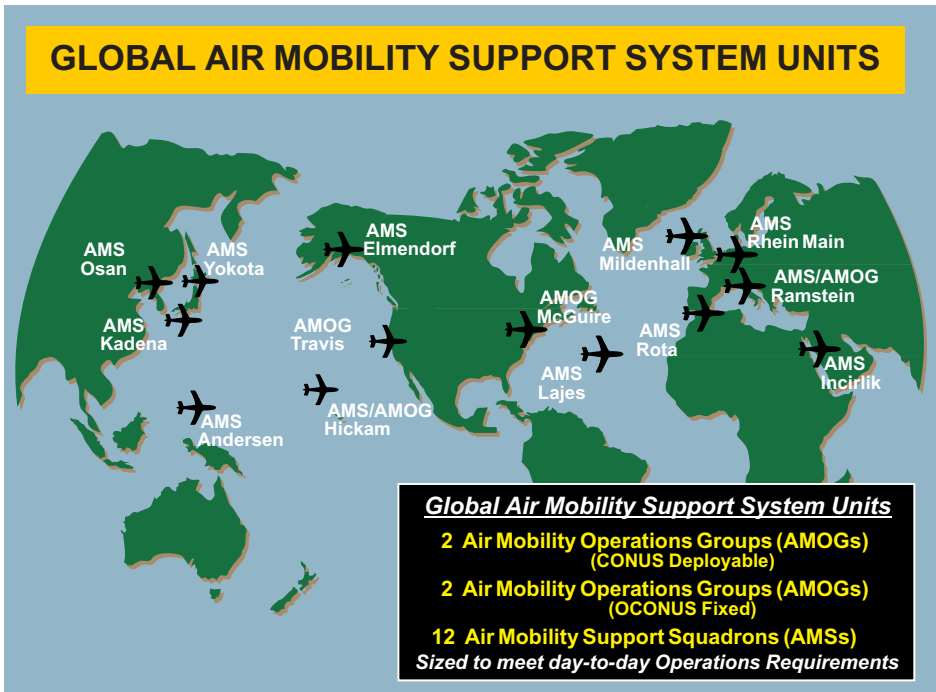 GLOBAL AIR MOBILITY SUPPORT SYSTEM UNITS
AMS
Osan
AMS
Yokota
AMS
Kadena
AMS
Andersen
AMS
Elmendorf
AMOG
Travis
AMS/AMOG
Hickam
AMOG
McGuire
AMS
Lajes
AMS
Mildenhall
AMS
Rhein Main
AMS/AMOG
Ramstein
AMS
Rota
AMS
Incirlik
Global Air Mobility Support System Units
2 Air Mobility Operations Groups (AMOGs)
(CONUS Deployable)
2 Air Mobility Operations Groups (AMOGs)
(OCONUS Fixed)
12 Air Mobility Support Squadrons (AMSs)
Sized to meet day-to-day Operations Requirements